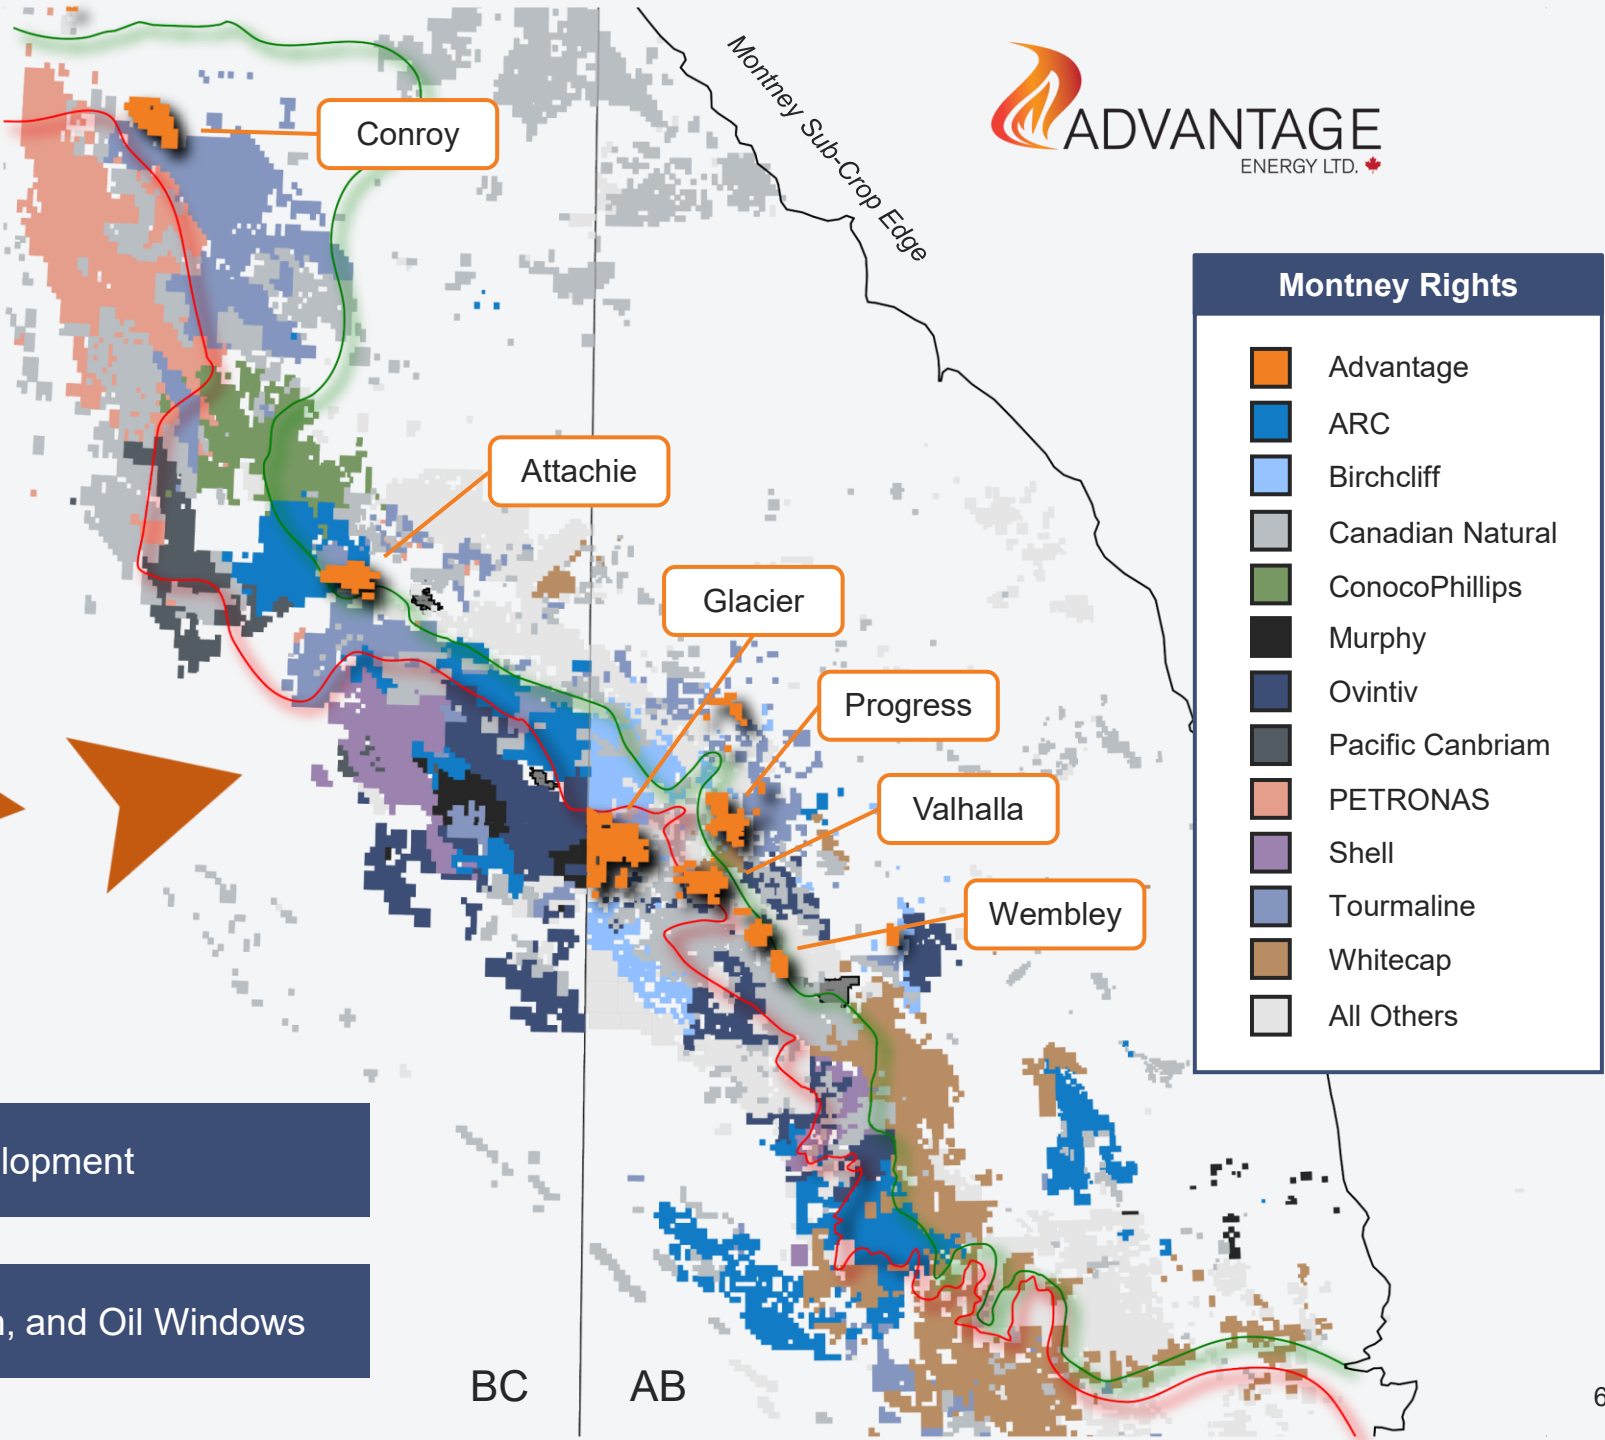 Montney Sub-Crop Edge
ADVANTAGE
ENERGY LTD.
Conroy
Attachie
Glacier
Progress
Valhalla
Wembley
Montney Rights
Advantage
ARC
Birchcliff
Canadian Natural
ConocoPhillips
Murphy
Ovintiv
Pacific Canbriam
PETRONAS
Shell
Tourmaline
Whitecap
All Others
lopment
, and Oil Windows
BC
AB
6